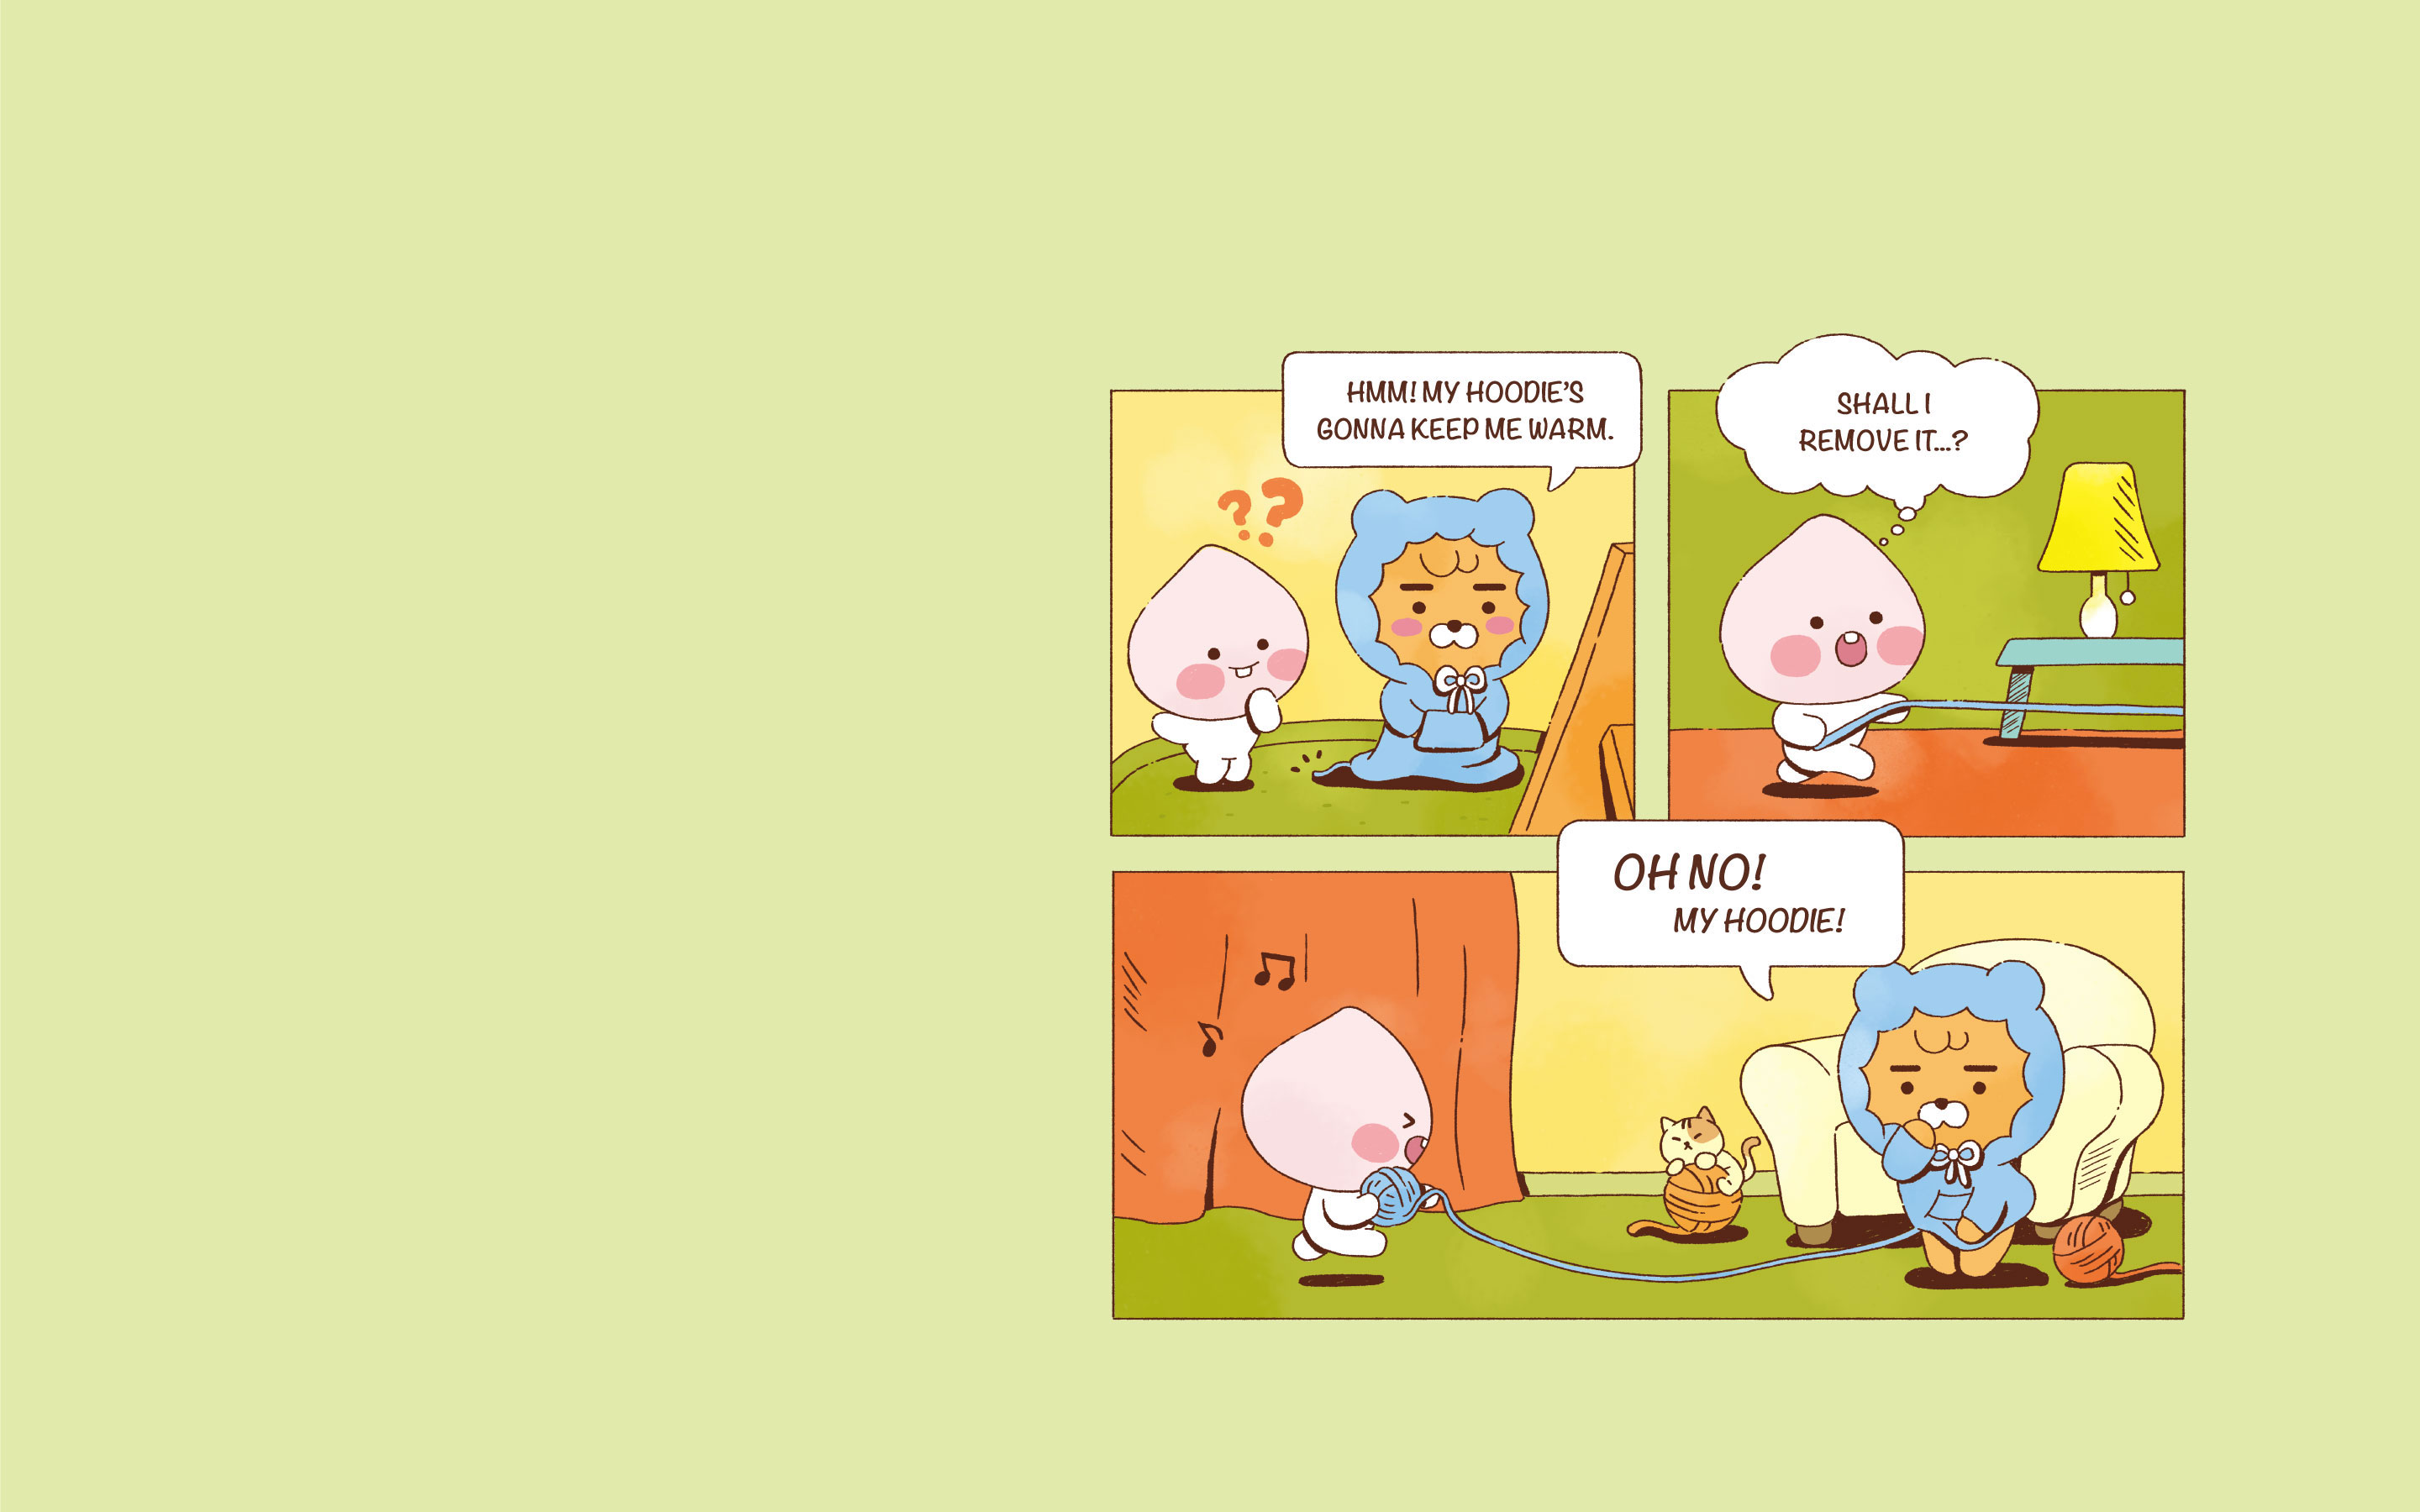 HMM! MY HOODIE'S
GONNA KEEP ME WARM.
??
SHALL I
REMOVE IT...?
OH NO!
MY HOODIE!